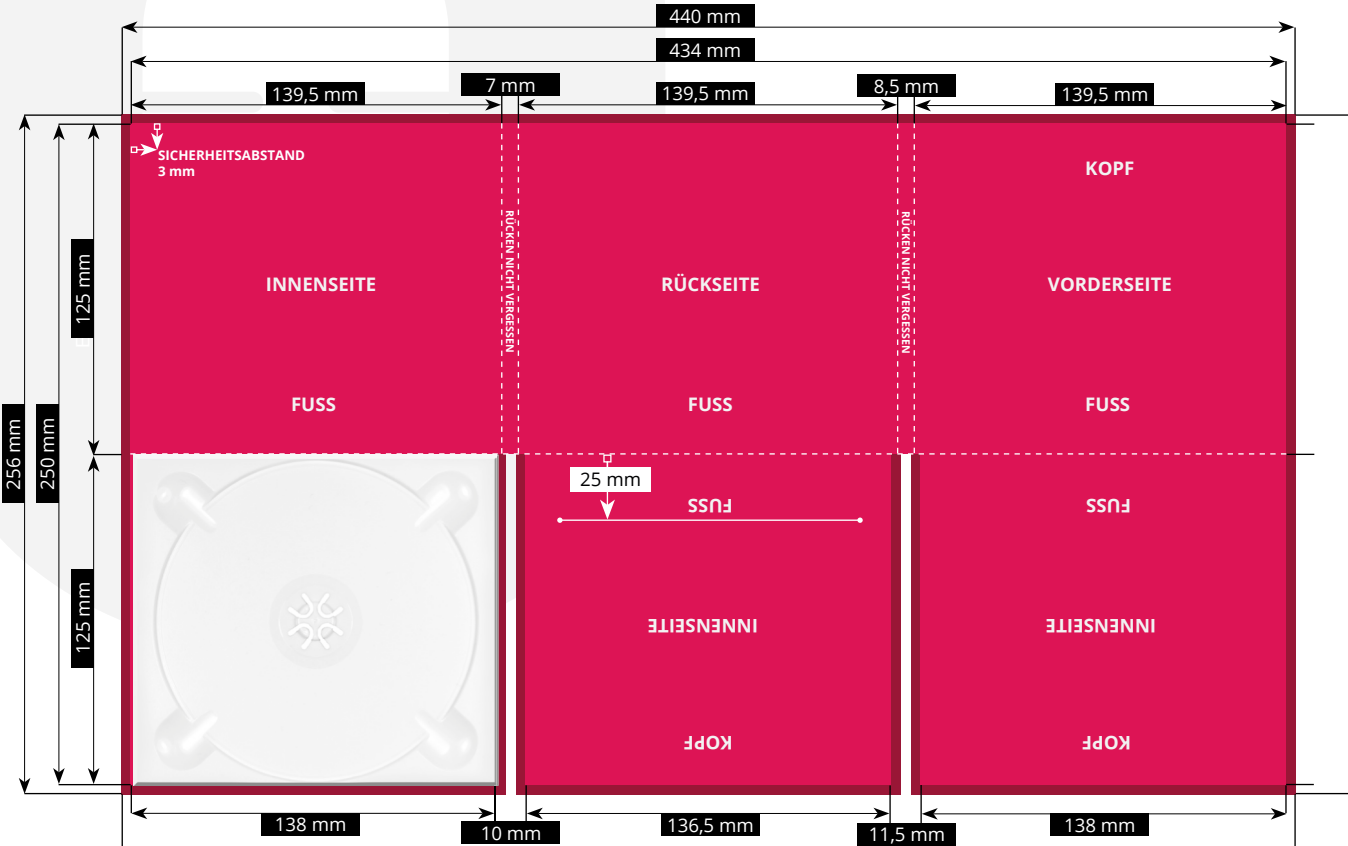 440 mm
434 mm
139,5 mm
7 mm
139,5 mm
8,5 mm
139,5 mm
SICHERHEITSABSTAND
3 mm
KOPF
125 mm
INNENSEITE
RÜCKEN NICHT VERGESSEN
RÜCKSEITE
RÜCKEN NICHT VERGESSEN
VORDERSEITE
FUSS
FUSS
FUSS
256 mm
250 mm
25 mm
FUSS
FUSS
125 mm
INNENSEITE
INNENSEITE
KOPF
KOPF
138 mm
10 mm
136,5 mm
11,5 mm
138 mm